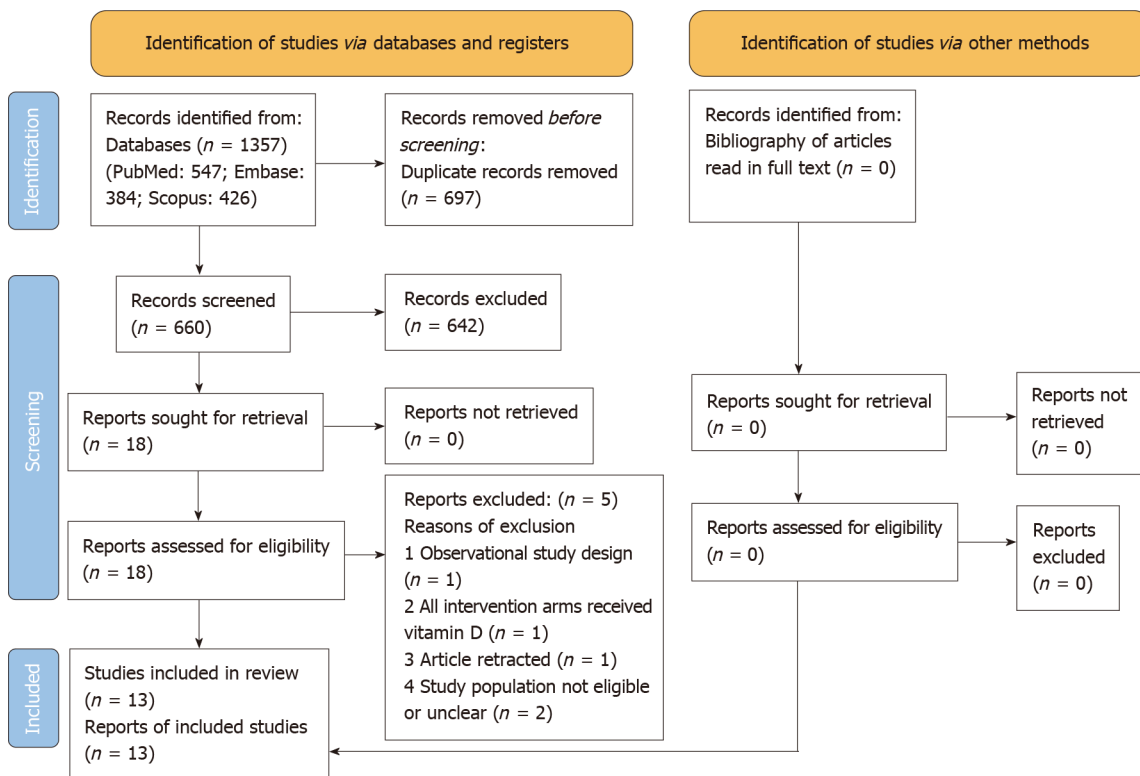 Identification of studies via databases and registers
Identification of studies via other methods
Identification
Records identified from:
Databases (n = 1357)
(PubMed: 547; Embase:
384; Scopus: 426)
Records removed before
screening:
Duplicate records removed
(n = 697)
Records identified from:
Bibliography of articles
read in full text (n = 0)
Screening
Records screened
(n = 660)
Records excluded
(n = 642)
Reports sought for retrieval
(n = 18)
Reports not retrieved
(n = 0)
Reports sought for retrieval
(n = 0)
Reports not
retrieved
(n = 0)
Reports assessed for eligibility
(n = 18)
Reports excluded: (n = 5)
Reasons of exclusion
1 Observational study design
(n = 1)
2 All intervention arms received
vitamin D (n = 1)
3 Article retracted (n = 1)
4 Study population not eligible
or unclear (n = 2)
Reports assessed for eligibility
(n = 0)
Reports
excluded
(n = 0)
Included
Studies included in review
(n = 13)
Reports of included studies
(n = 13)